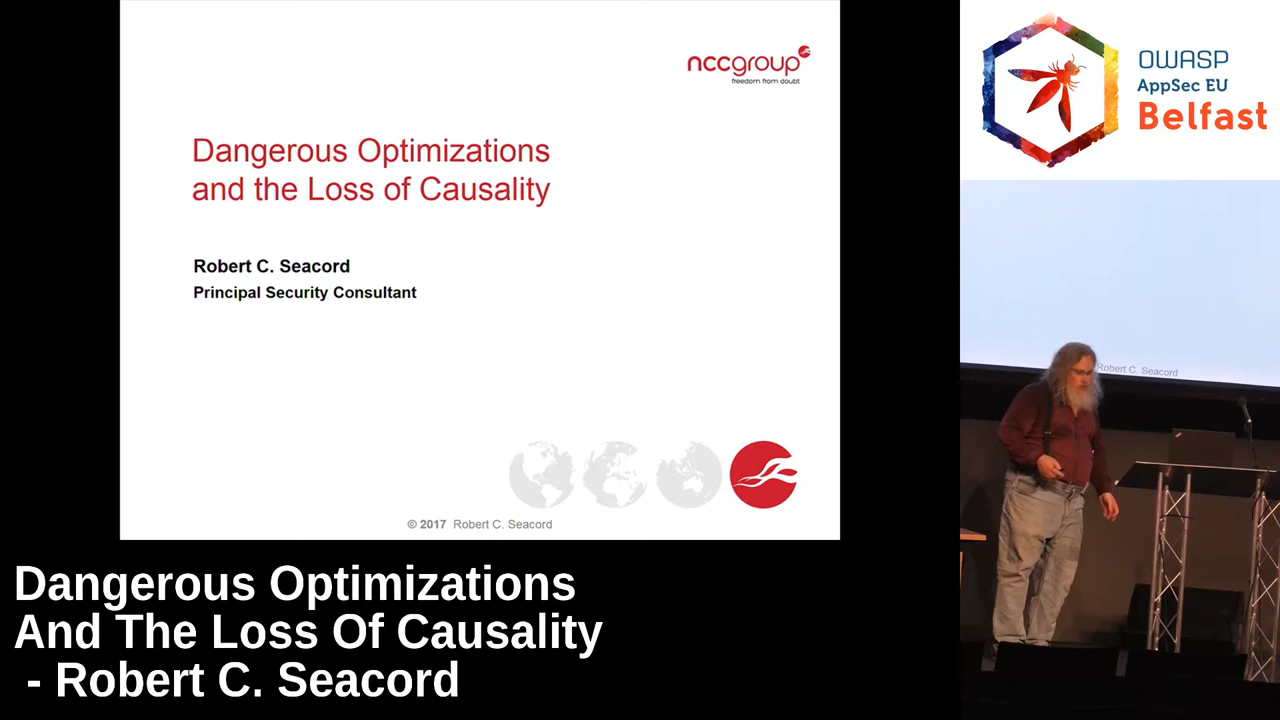 nccgroup
freedom from doubt
Dangerous Optimizations
and the Loss of Causality
Robert C. Seacord
Principal Security Consultant
© 2017 Robert C. Seacord
OWASP
AppSec EU
Belfast
Robert C. Seacord
Dangerous Optimizations
And The Loss Of Causality
- Robert C. Seacord